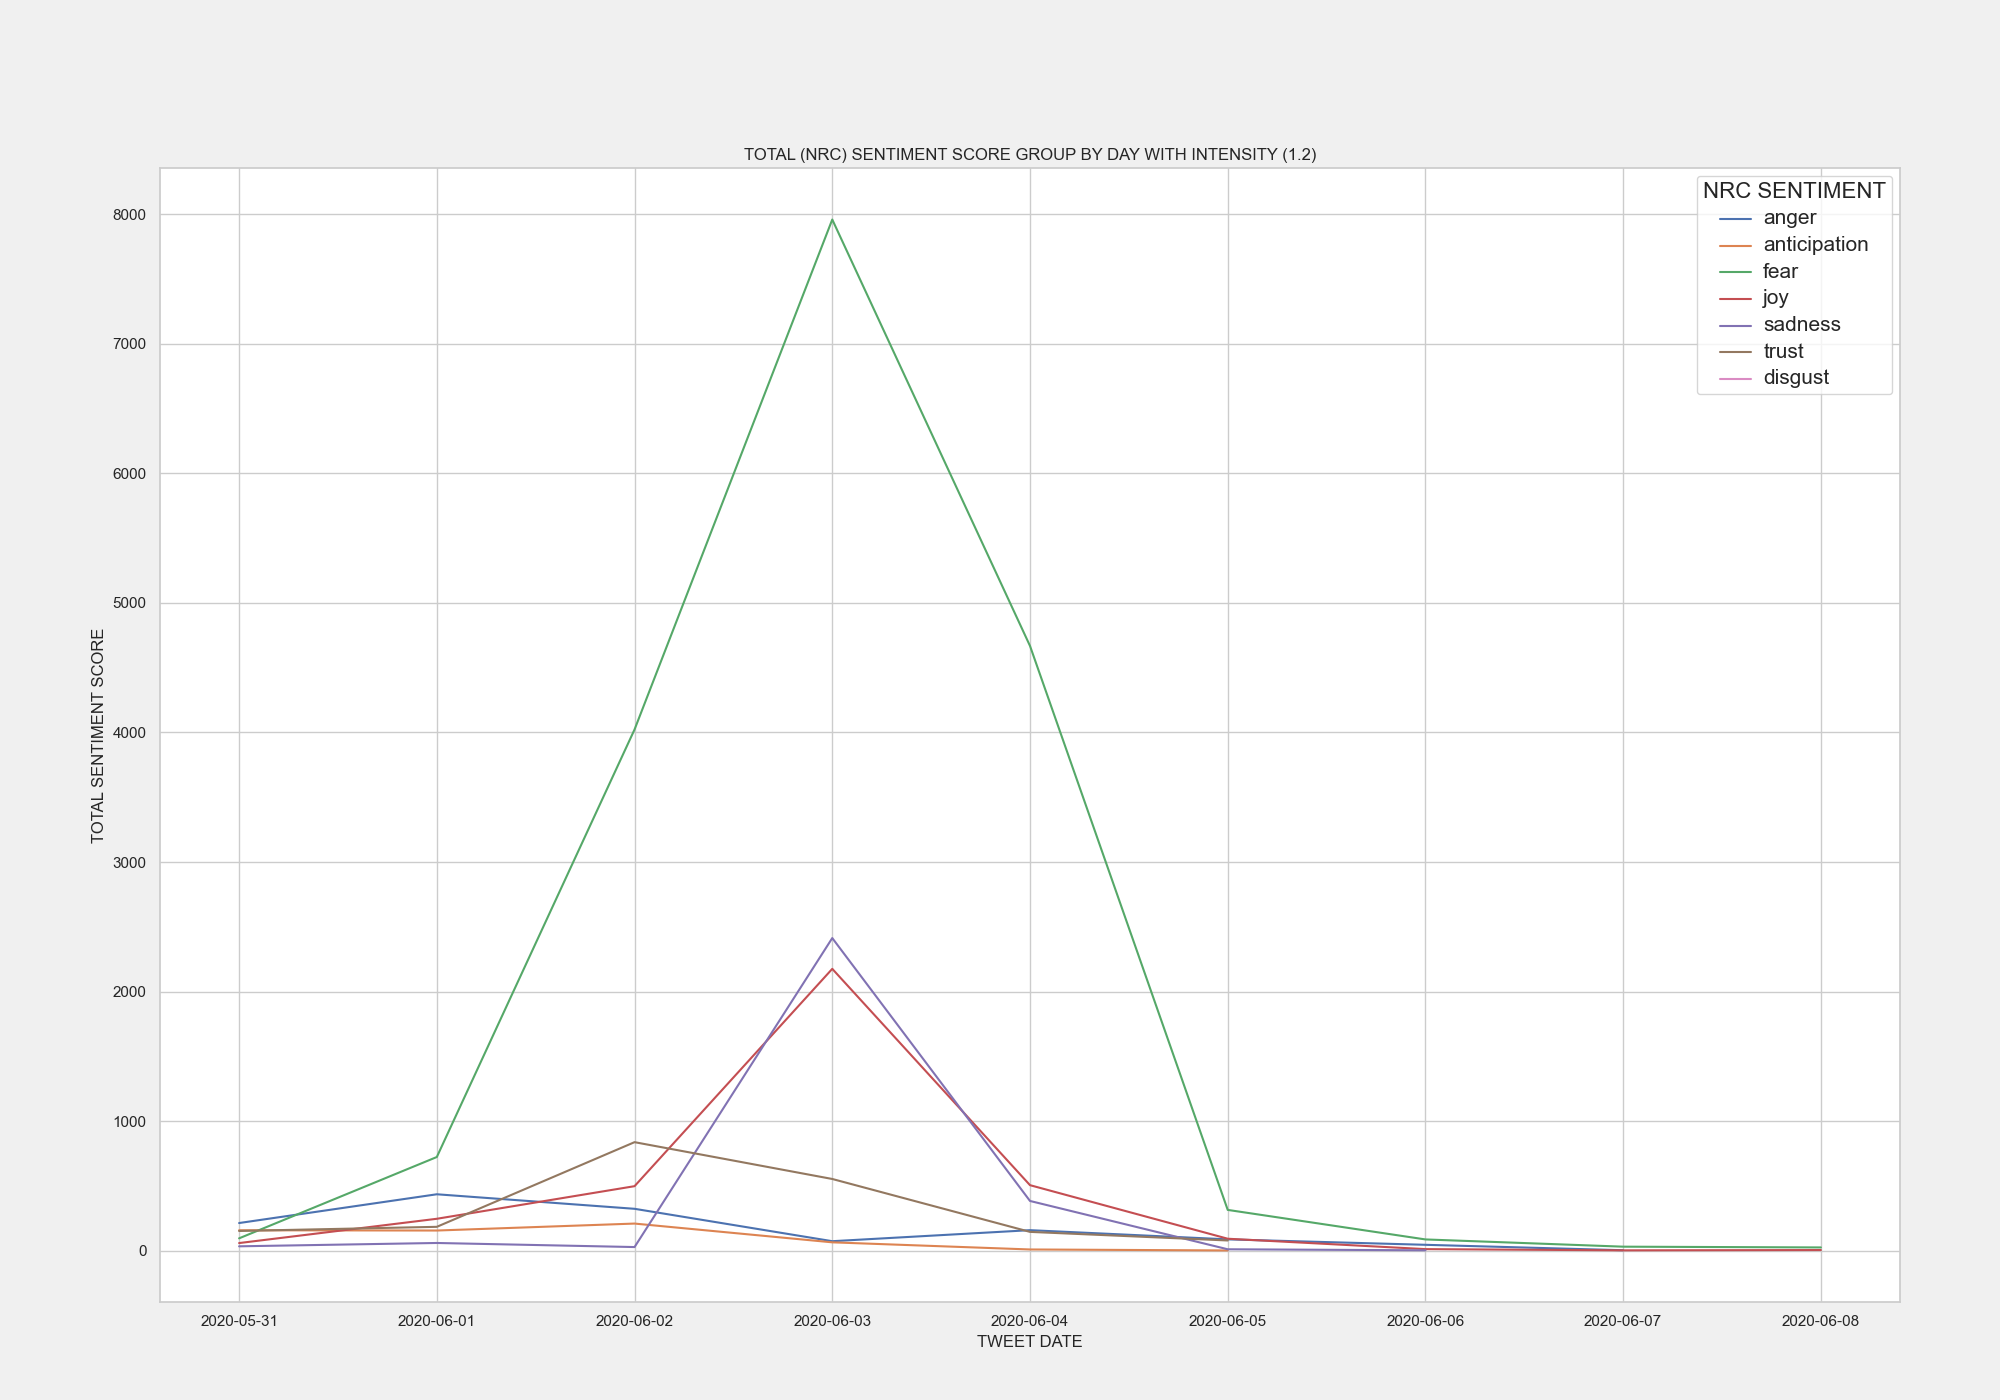 TOTAL (NRC) SENTIMENT SCORE GROUP BY DAY WITH INTENSITY (1.2)
NRC SENTIMENT
anger
anticipation
fear
joy
sadness
trust
disgust
TOTAL SENTIMENT SCORE
8000
7000
6000
5000
4000
3000
2000
1000
0
2020-05-31 2020-06-01 2020-06-02 2020-06-03 2020-06-04 2020-06-05 2020-06-06 2020-06-07 2020-06-08
TWEET DATE